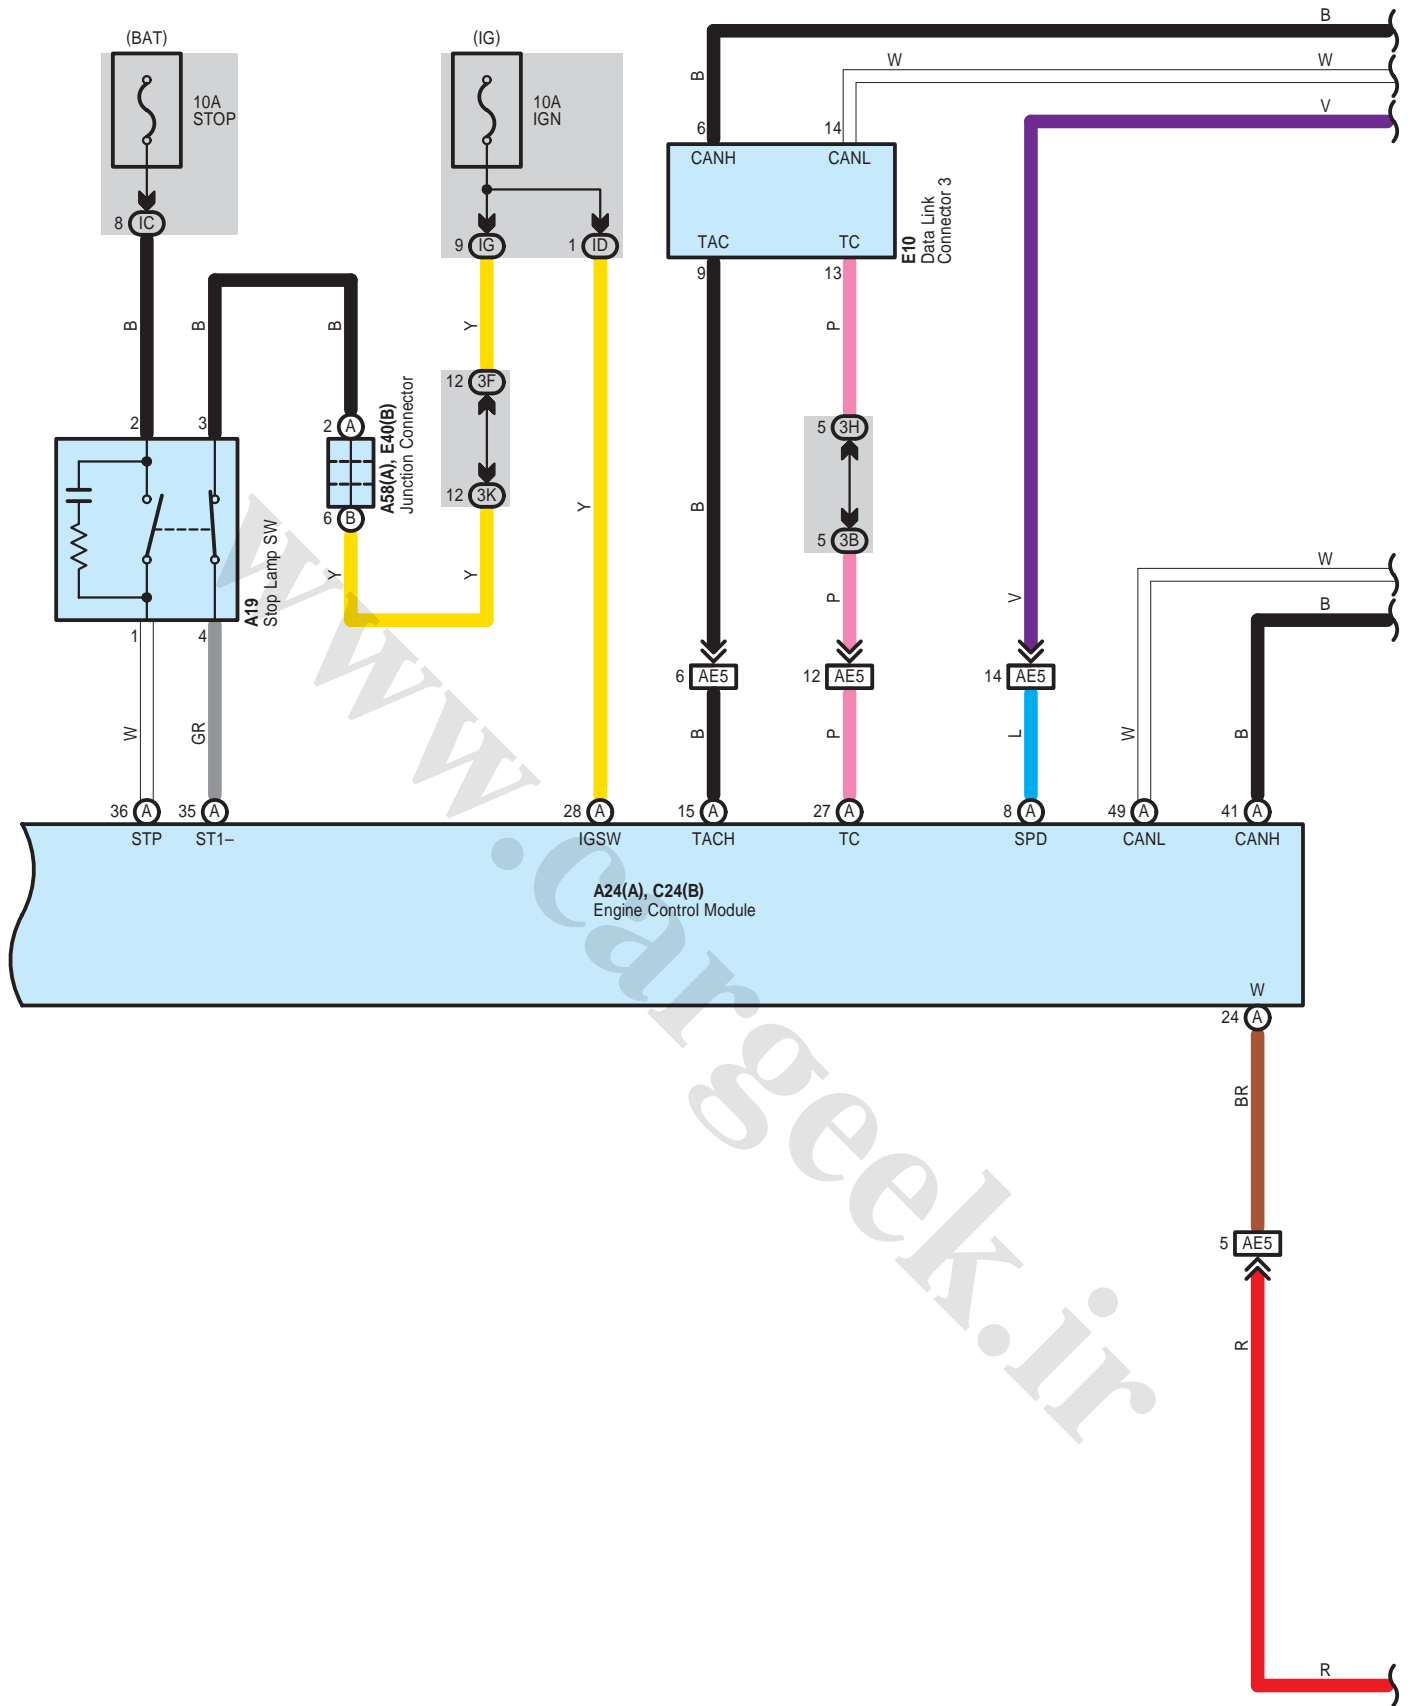 B
(BAT)
(IG)
W
W
B
10A
STOP
10A
IGN
V
6
14
CANH
CANL
8 IC
9 IG
1 ID
TAC
TC
E10
Data Link
Connector 3
9
13
B
B
B
Y
P
12 3F
2
3
2 A
5 3H
A58(A), E40(B)
Junction Connector
12 3K
B
Y
6 B
5 3B
A19
Stop Lamp SW
Y
Y
W
P
V
B
1
4
6 AE5
12 AE5
14 AE5
W
GR
B
P
L
W
B
36 A
35 A
28 A
15 A
27 A
8 A
49 A
41 A
STP
ST1–
IGSW
TACH
TC
SPD
CANL
CANH
A24(A), C24(B)
Engine Control Module
W
24 A
BR
5 AE5
R
R
www.cargeek.ir